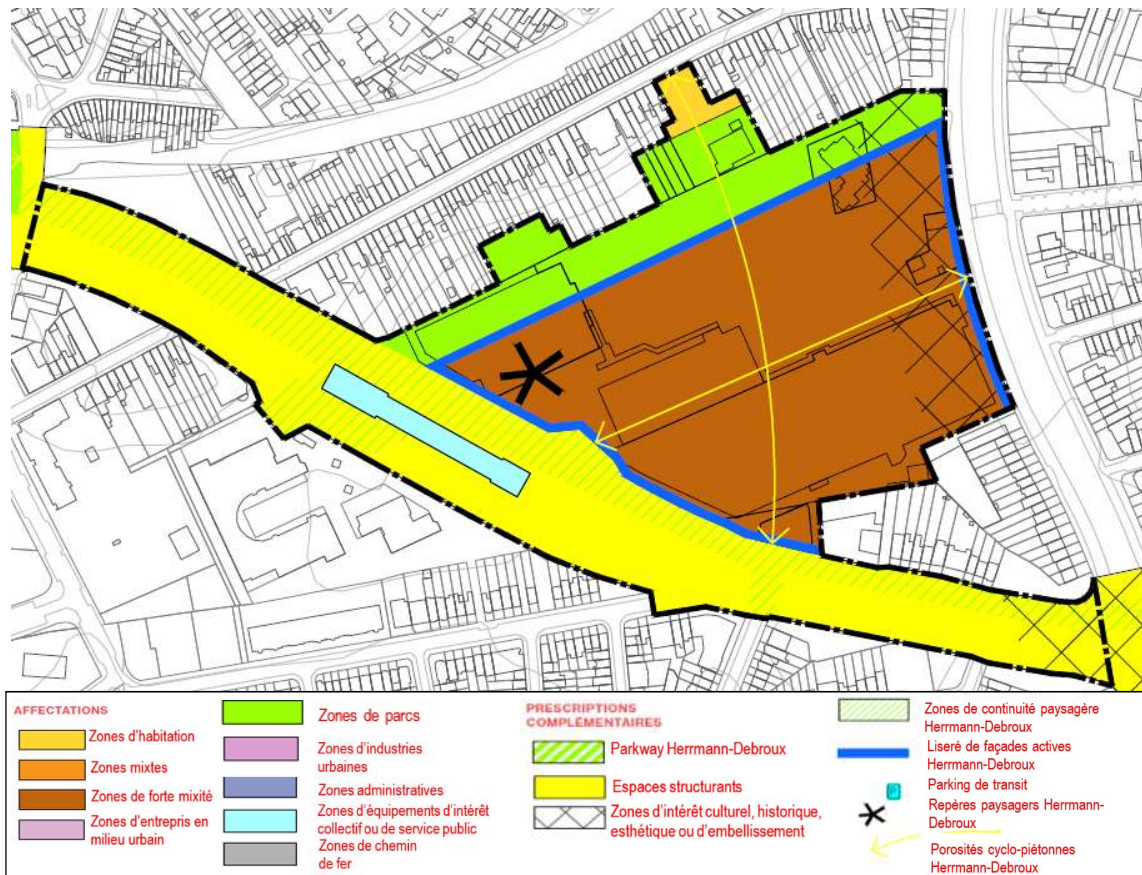 AFFECTATIONS
Zones d'habitation
Zones mixtes
Zones de forte mixité
Zones d'entrepris en
milieu urbain
Zones de parcs
Zones d'industries
urbaines
Zones administratives
Zones d'équipements d'intérêt
collectif ou de service public
Zones de chemin
de fer
PRESCRIPTIONS
COMPLÉMENTAIRES
Parkway Herrmann-Debroux
Espaces structurants
Zones d'intérêt culturel, historique,
esthétique ou d'embellissement
Zones de continuité paysagère
Herrmann-Debroux
Liseré de façades actives
Herrmann-Debroux
P
Parking de transit
Repères paysagers Herrmann-
Debroux
Porosités cyclo-piétonnes
Herrmann-Debroux